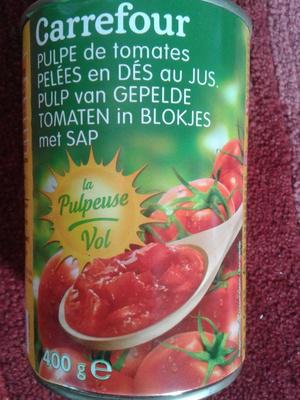 Carrefour
PULPE de tomates
PELÉES en DÉS au JUS.
PULP van GEPELDE
TOMATEN in BLOKJES
met SAP
la
Pulpeuse
Vol
400 g e